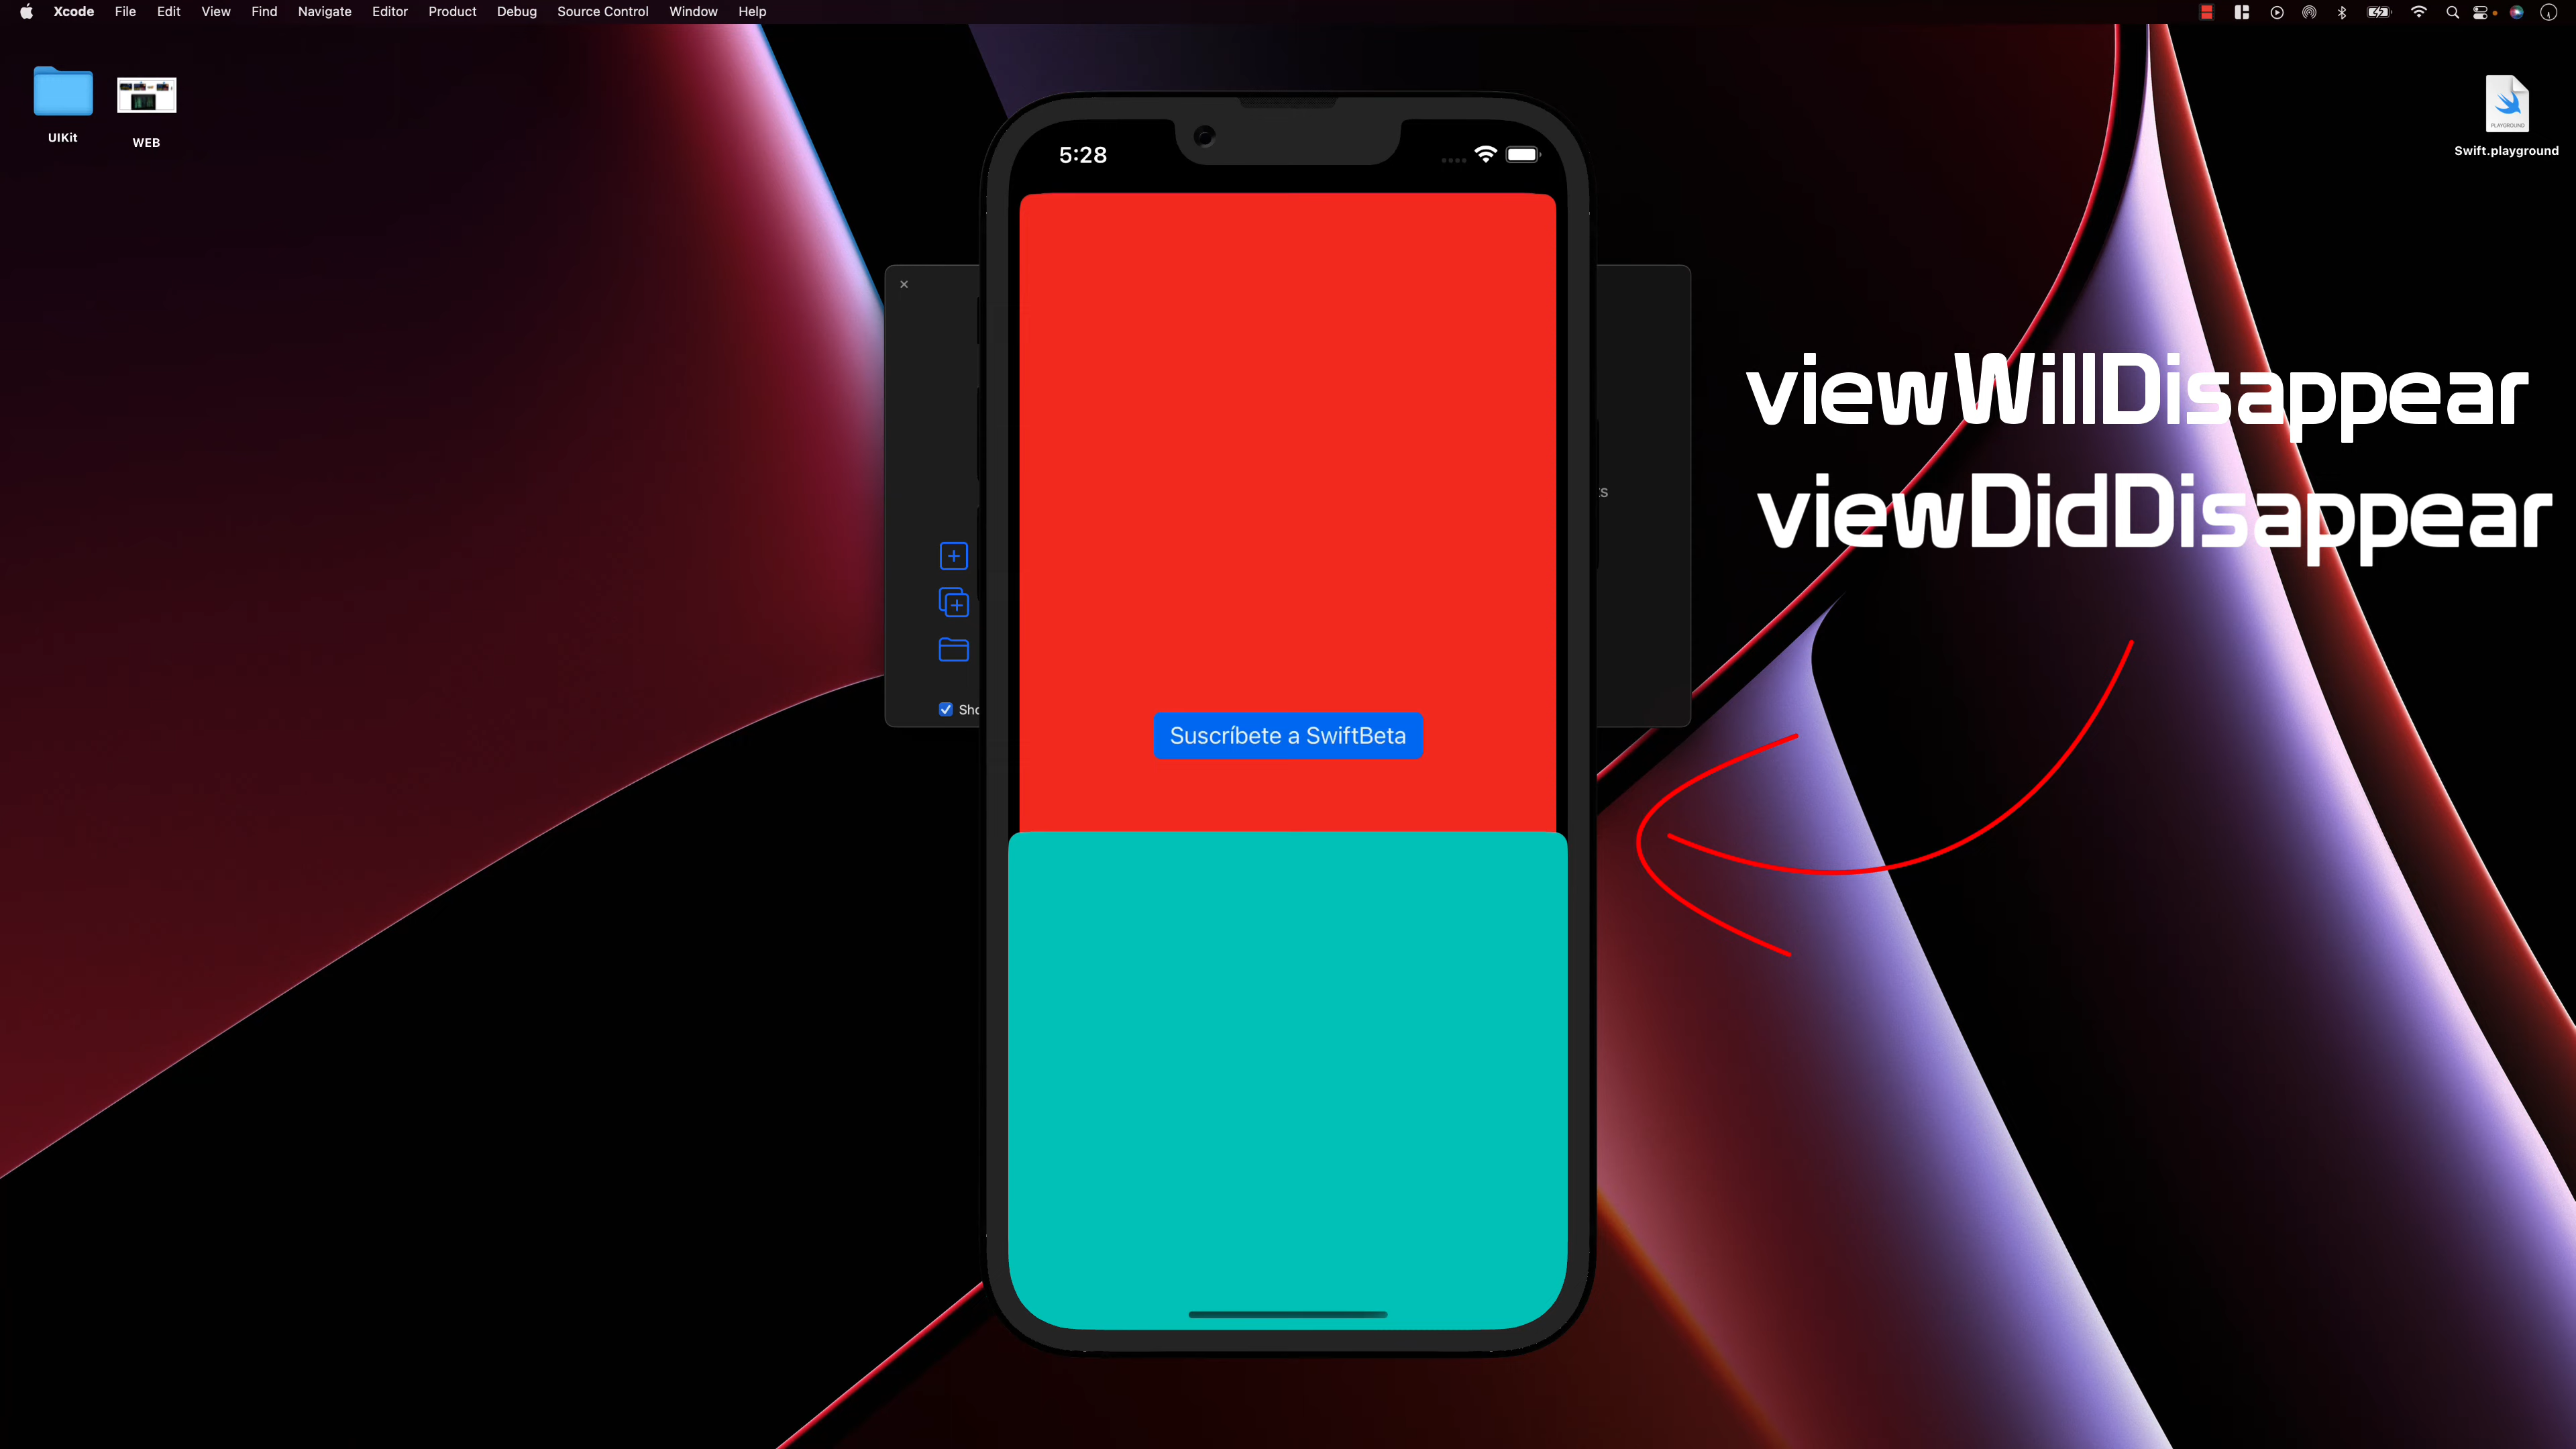 Xcode File Edit View Find Navigate Editor Product Debug Source Control Window Help
UIKit
WEB
Swift.playground
PLAYGROUND
5:28
viewWillDisappear
viewDidDisappear
Suscríbete a SwiftBeta